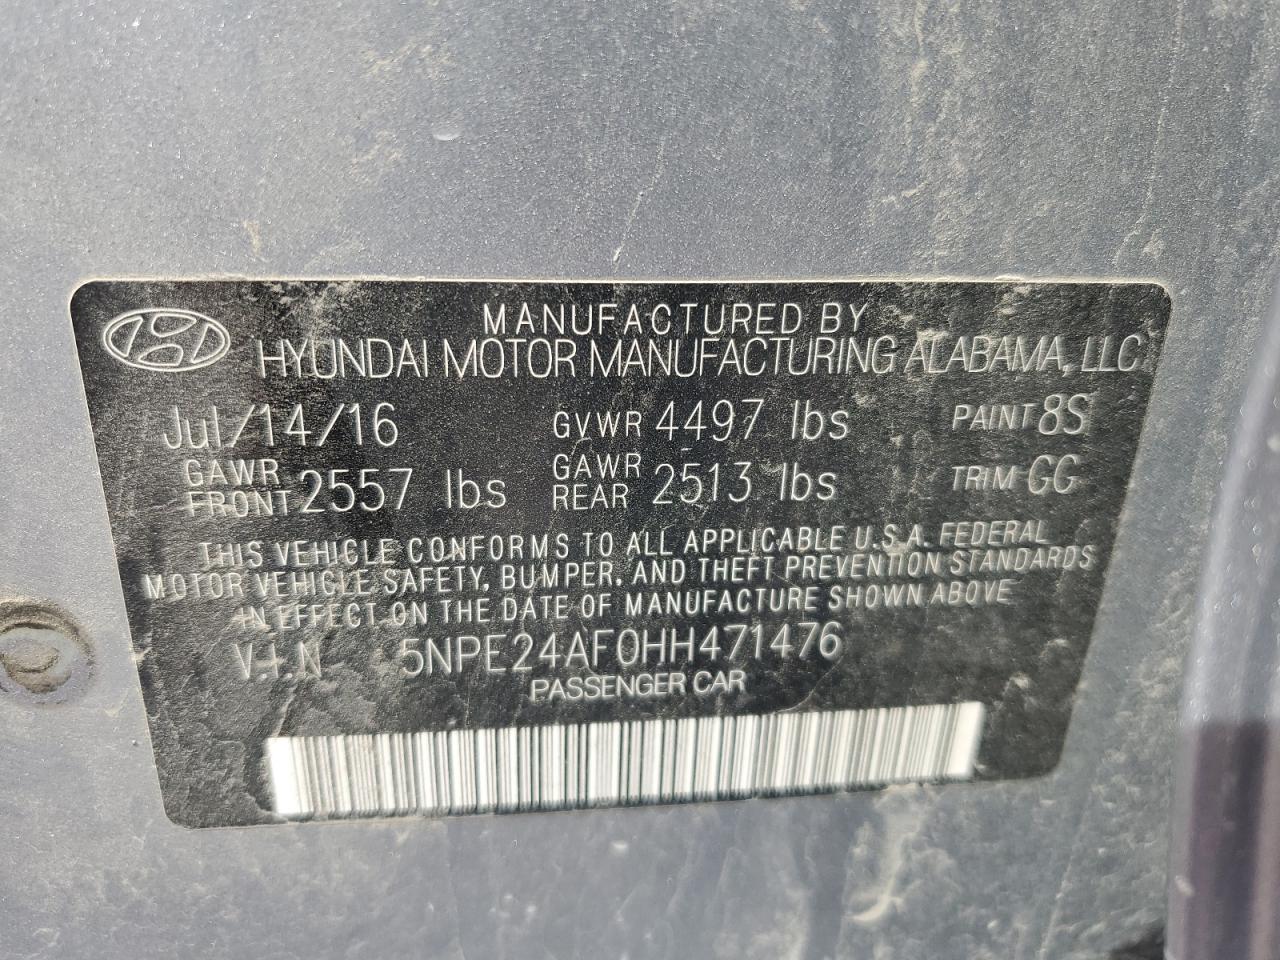 MANUFACTURED BY
HYUNDAI MOTOR MANUFACTURING ALABAMA, LLC
Jul/14/16 GVWR 4497 lbs PAINT 8S
GAWR FRONT 2557 lbs GAWR REAR 2513 lbs TRIM GG
THIS VEHICLE CONFORMS TO ALL APPLICABLE U.S.A. FEDERAL
MOTOR VEHICLE SAFETY, BUMPER, AND THEFT PREVENTION STANDARDS
IN EFFECT ON THE DATE OF MANUFACTURE SHOWN ABOVE
V.I.N 5NPE24AF0HH471476
PASSENGER CAR